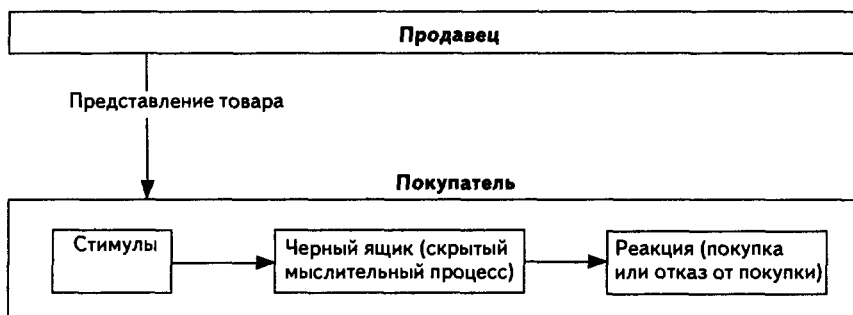 Продавец
Представление товара
Покупатель
Стимулы
Черный ящик (скрытый
мыслительный процесс)
Реакция (покупка
или отказ от покупки)